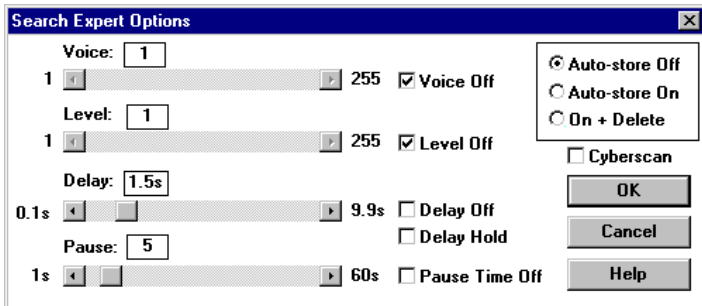 Search Expert Options
Voice: 1
1 255 Voice Off
Level: 1
1 255 Level Off
Delay: 1.5s
0.1s 9.9s Delay Off
Delay Hold
Pause: 5
1s 60s Pause Time Off
Auto-store Off
Auto-store On
On + Delete
Cyberscan
OK
Cancel
Help